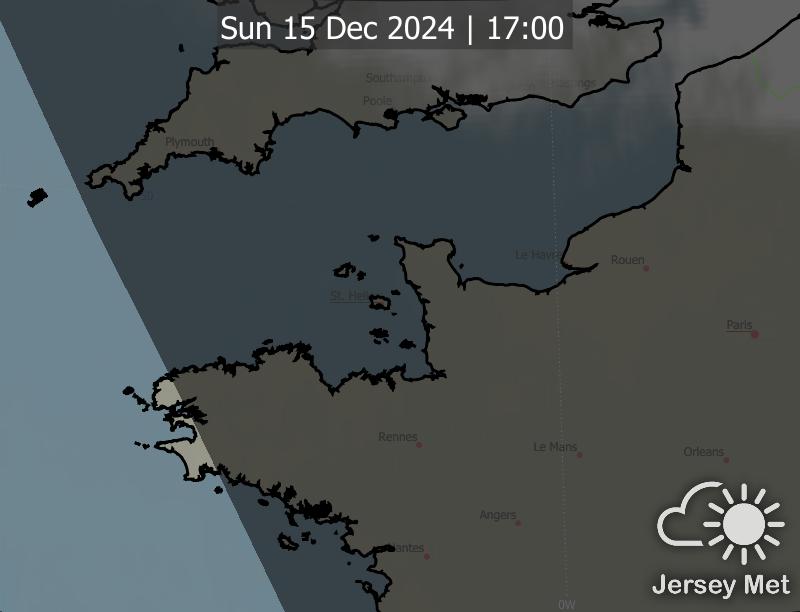 Sun 15 Dec 2024 | 17:00
Southampton
Hastings
Poole
Plymouth
Le Havre
Rouen
St. Helier
Paris
Rennes
Le Mans
Orleans
Angers
Nantes
Jersey Met
0W